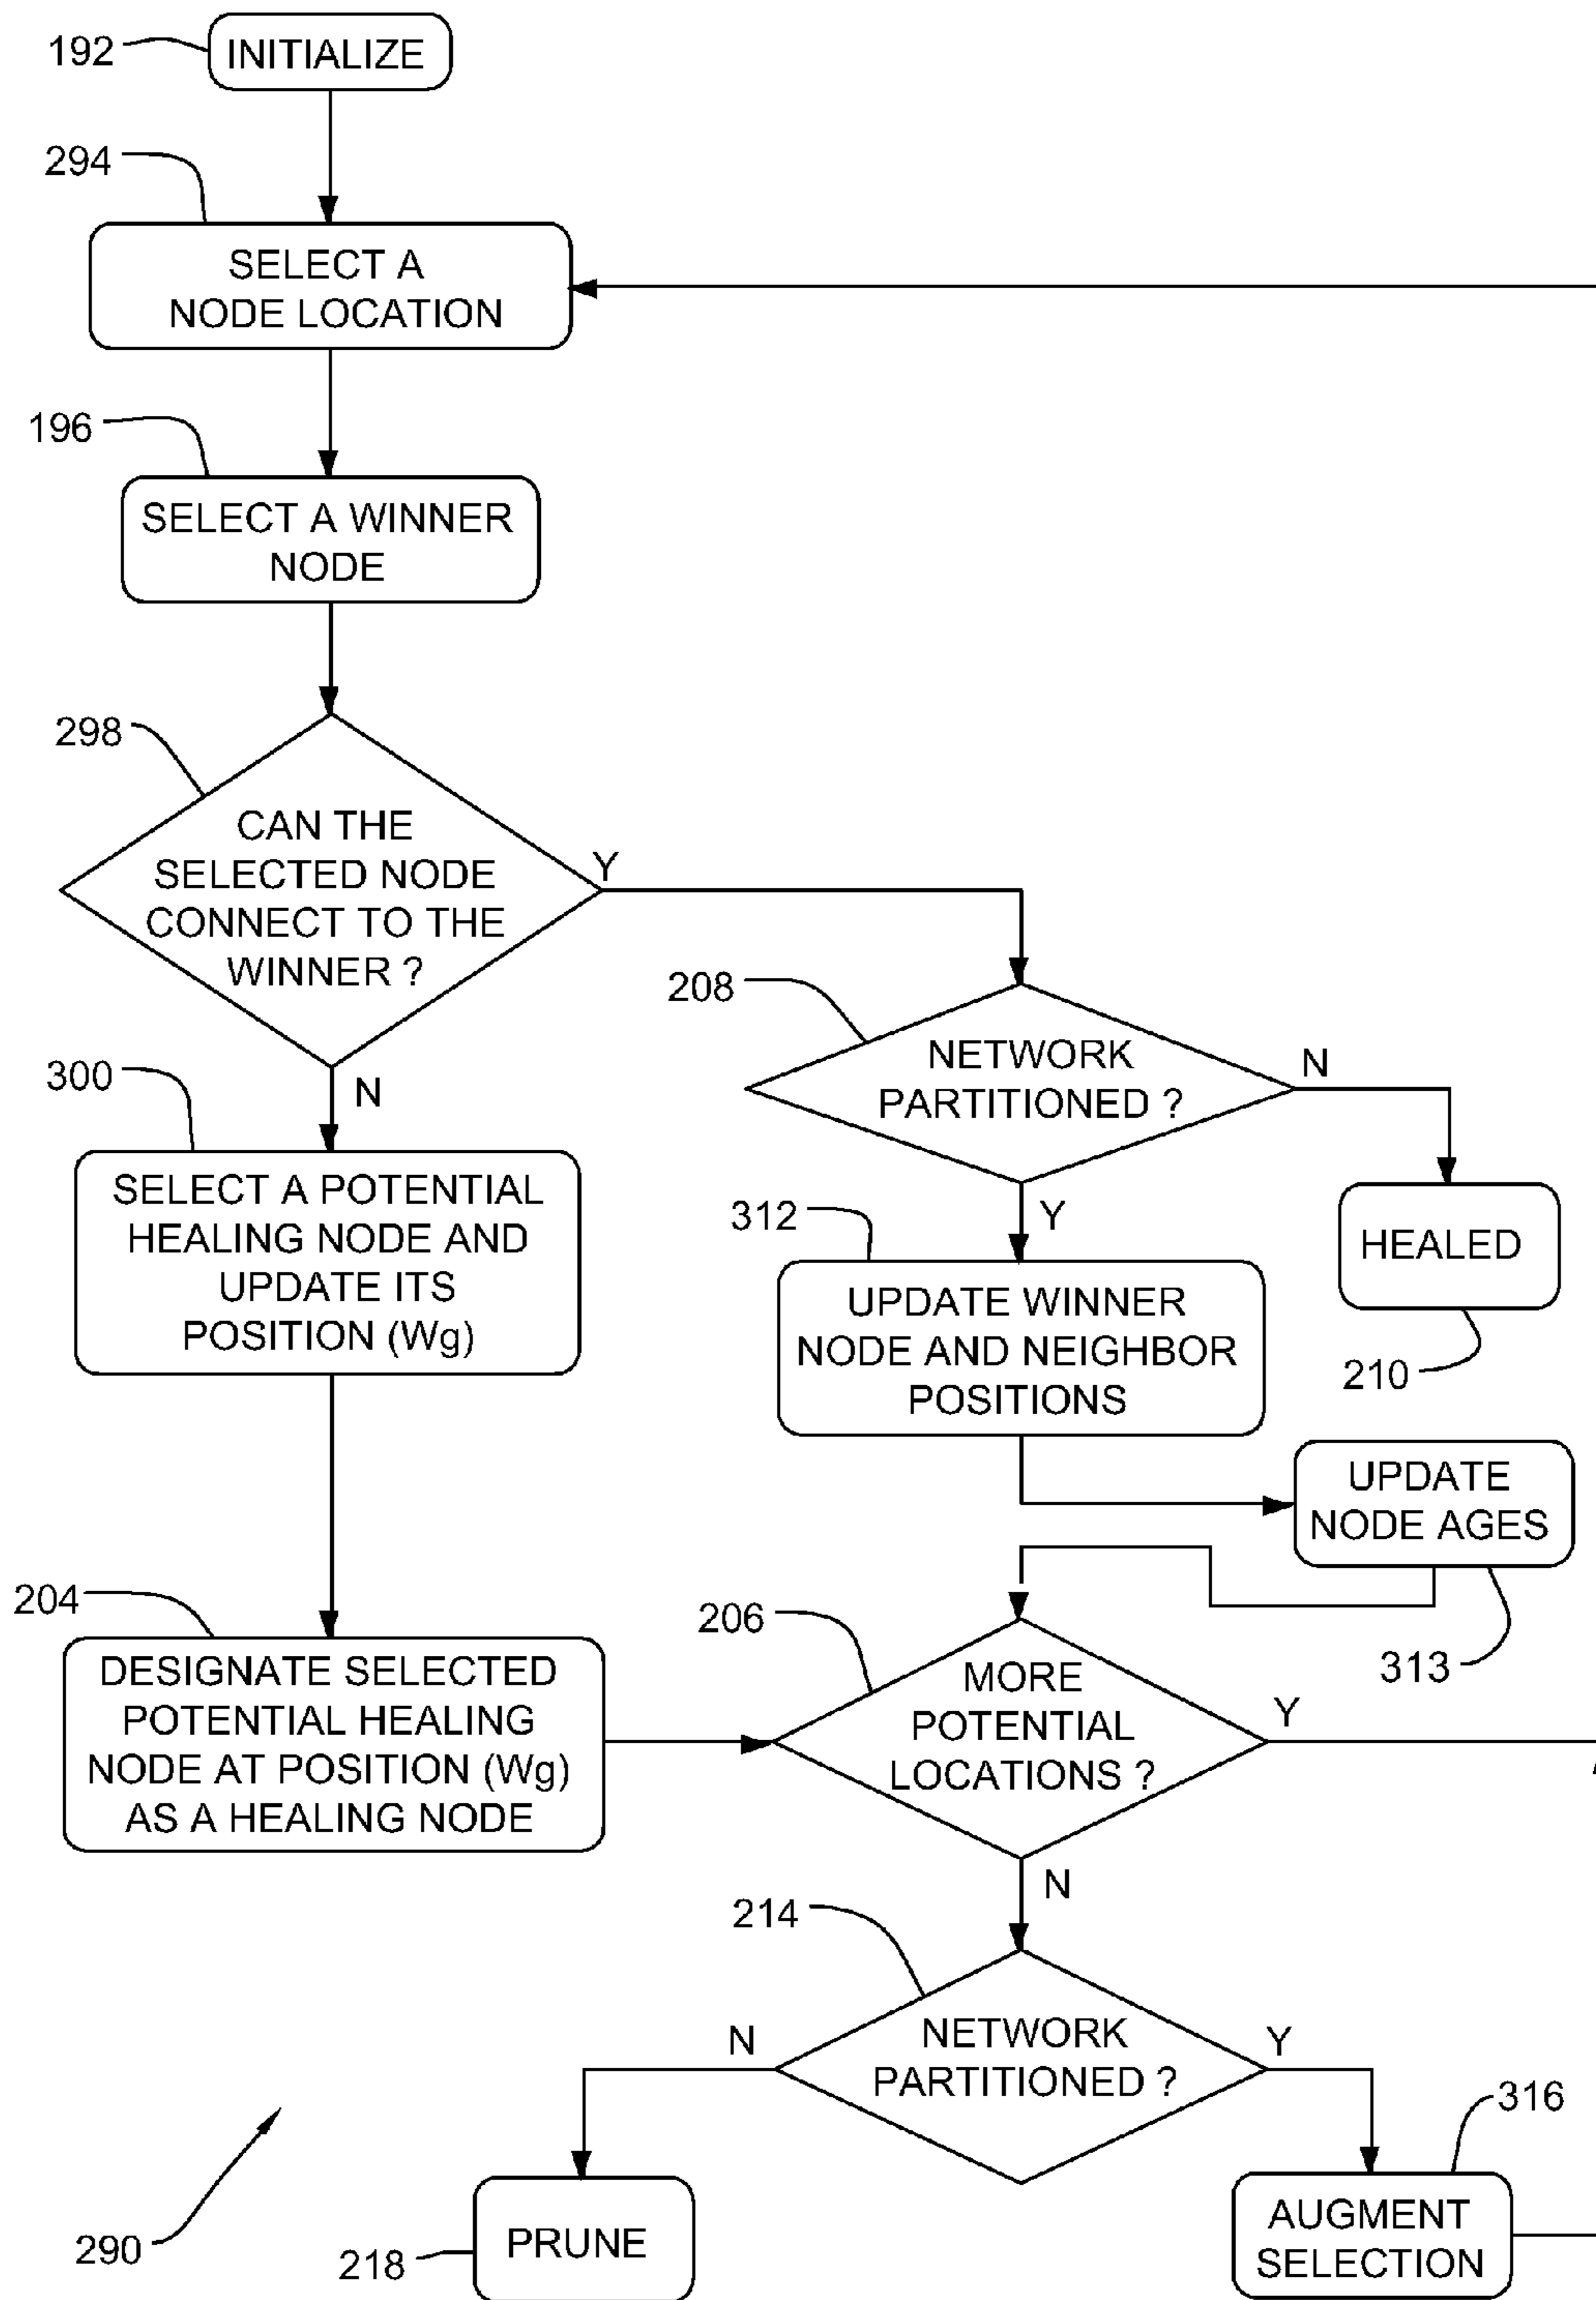 192
INITIALIZE
294
SELECT A
NODE LOCATION
196
SELECT A WINNER
NODE
298
CAN THE
SELECTED NODE
CONNECT TO THE
WINNER ?
Y
N
208
NETWORK
PARTITIONED ?
N
Y
300
SELECT A POTENTIAL
HEALING NODE AND
UPDATE ITS
POSITION (Wg)
HEALED
210
312
UPDATE WINNER
NODE AND NEIGHBOR
POSITIONS
UPDATE
NODE AGES
313
204
DESIGNATE SELECTED
POTENTIAL HEALING
NODE AT POSITION (Wg)
AS A HEALING NODE
206
MORE
POTENTIAL
LOCATIONS ?
Y
N
214
NETWORK
PARTITIONED ?
N
Y
290
218
PRUNE
316
AUGMENT
SELECTION